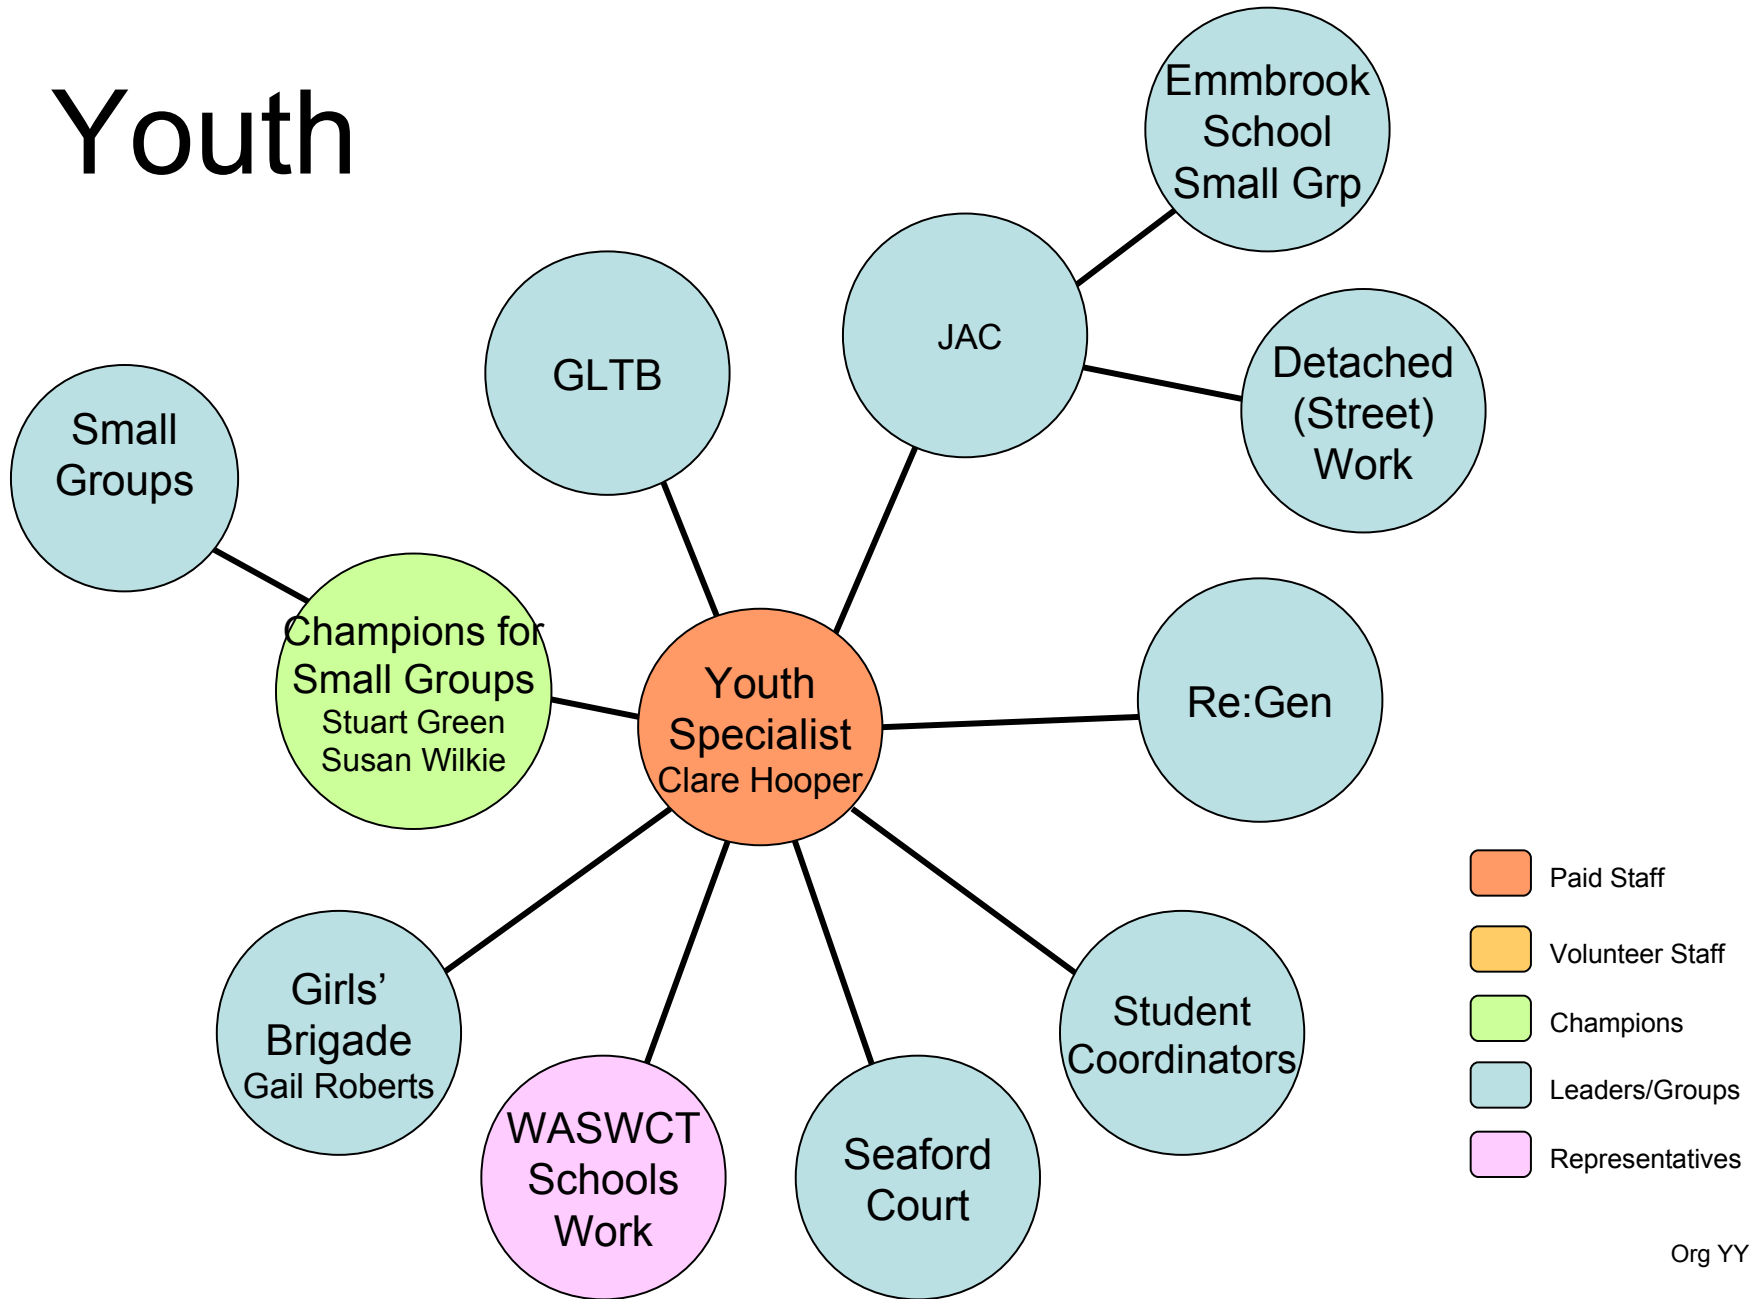 Youth
Emmbrook
School
Small Grp
JAC
GLTB
Detached
(Street)
Work
Small
Groups
Champions for
Small Groups
Stuart Green
Susan Wilkie
Youth
Specialist
Clare Hooper
Re:Gen
Girls’
Brigade
Gail Roberts
WASWCT
Schools
Work
Seaford
Court
Student
Coordinators
Paid Staff
Volunteer Staff
Champions
Leaders/Groups
Representatives
Org YY